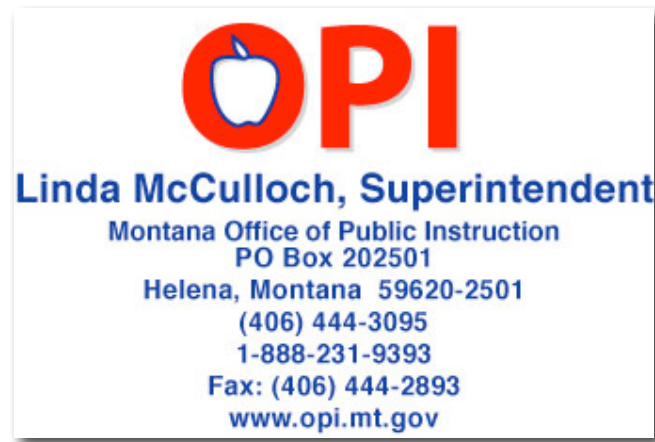 OPI
Linda McCulloch, Superintendent
Montana Office of Public Instruction
PO Box 202501
Helena, Montana  59620-2501
(406) 444-3095
1-888-231-9393
Fax: (406) 444-2893
www.opi.mt.gov